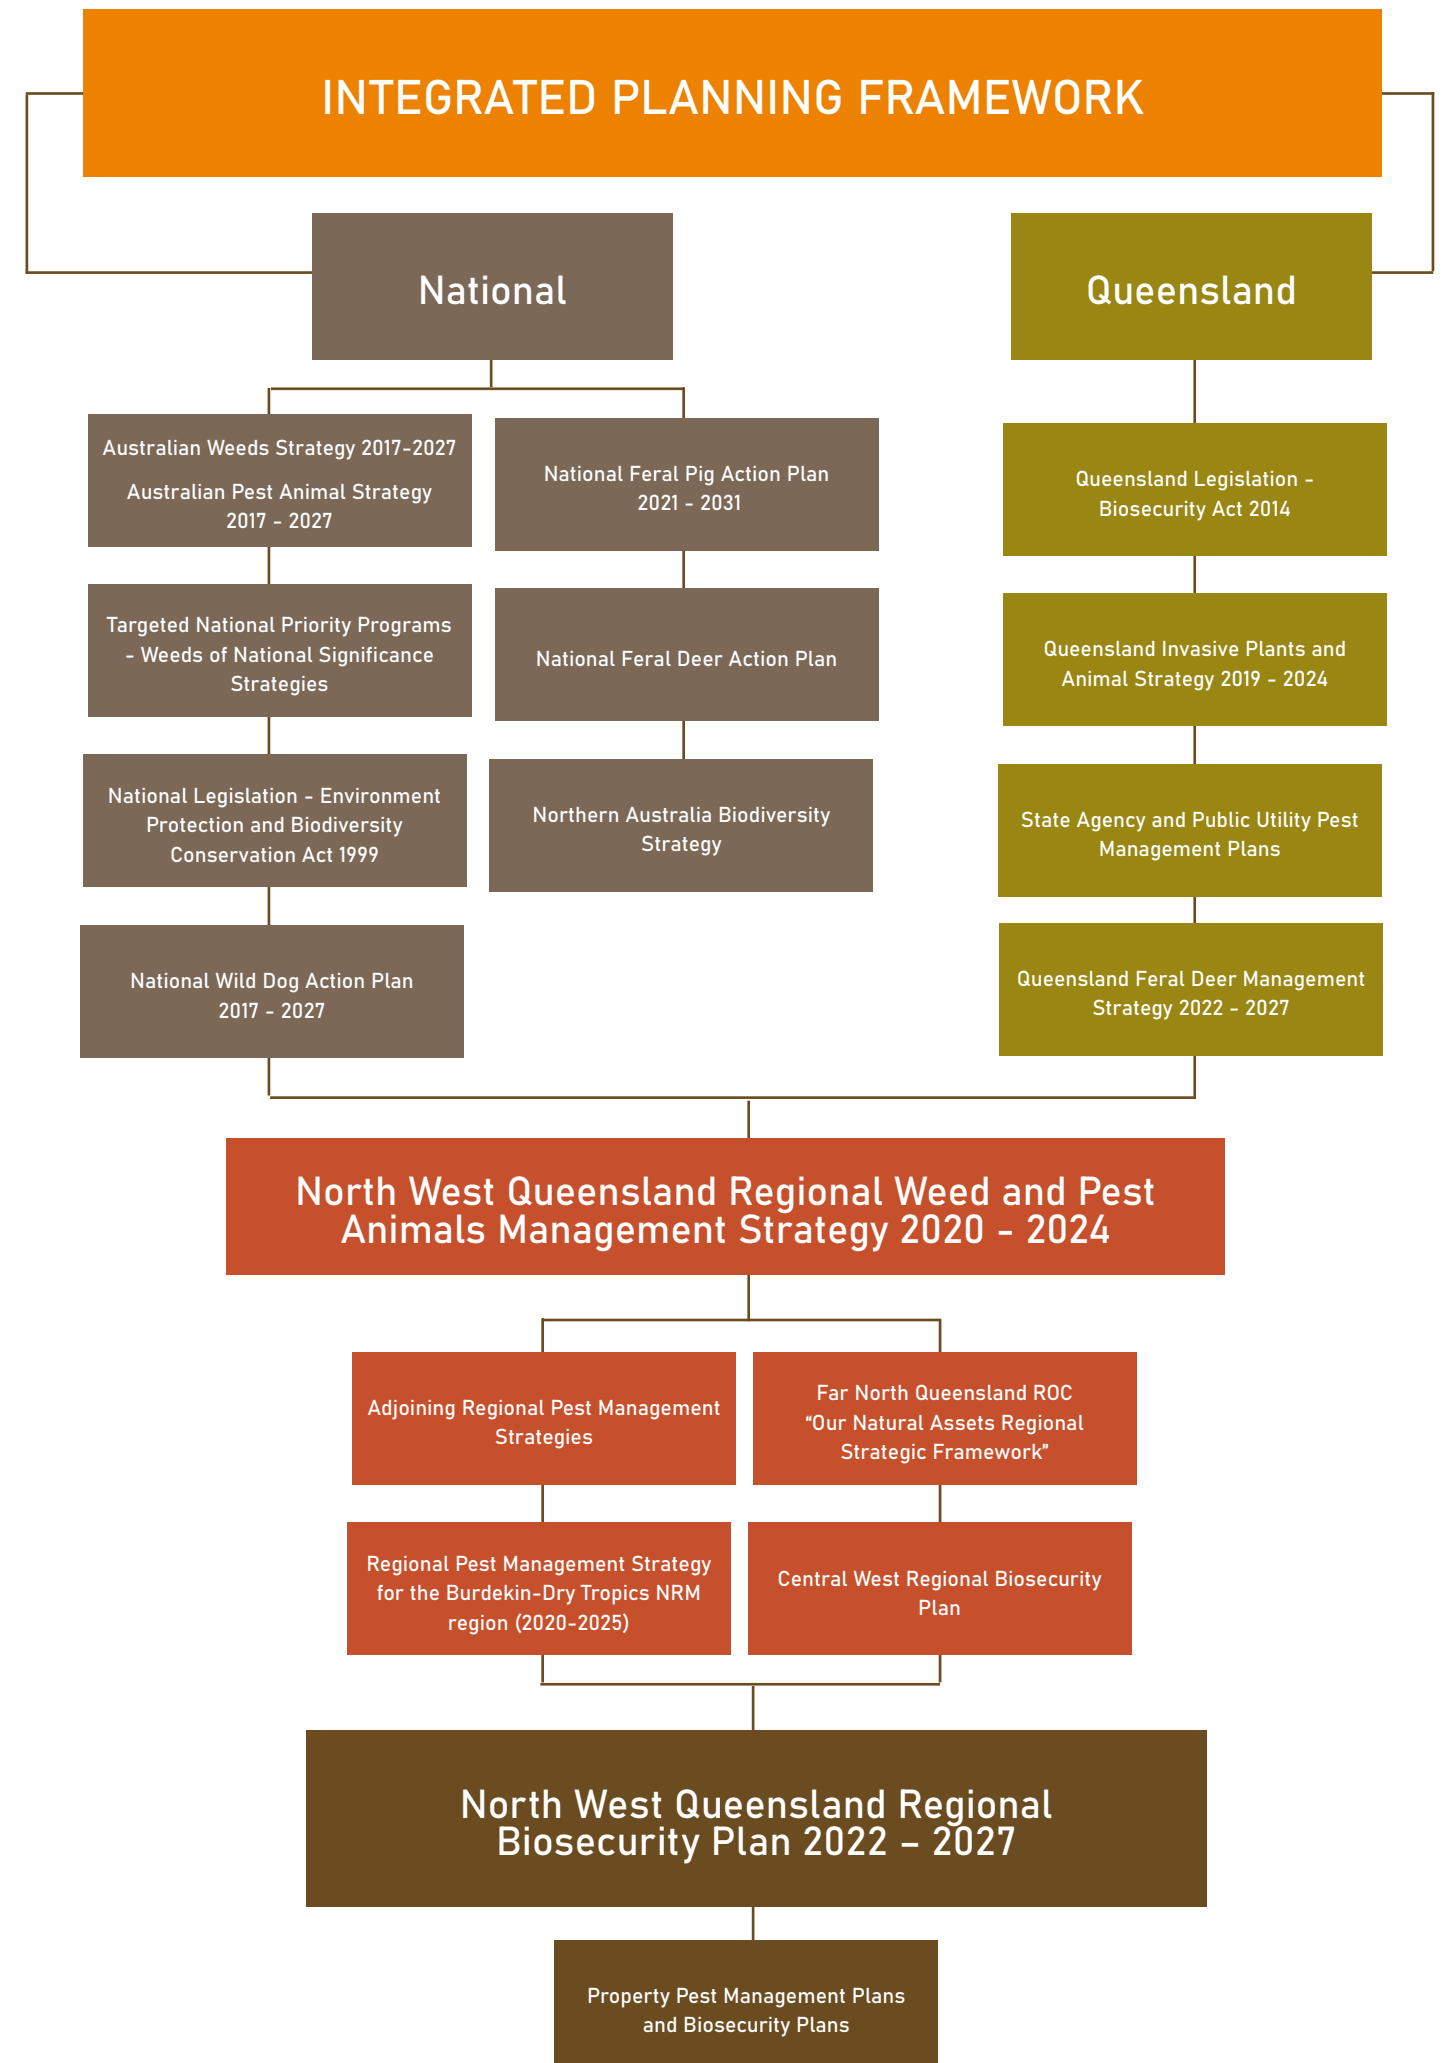 INTEGRATED PLANNING FRAMEWORK
National
Queensland
Australian Weeds Strategy 2017-2027
Australian Pest Animal Strategy
2017 - 2027
National Feral Pig Action Plan
2021 - 2031
Queensland Legislation -
Biosecurity Act 2014
Targeted National Priority Programs
- Weeds of National Significance
Strategies
National Feral Deer Action Plan
Queensland Invasive Plants and
Animal Strategy 2019 - 2024
National Legislation - Environment
Protection and Biodiversity
Conservation Act 1999
Northern Australia Biodiversity
Strategy
State Agency and Public Utility Pest
Management Plans
National Wild Dog Action Plan
2017 - 2027
Queensland Feral Deer Management
Strategy 2022 - 2027
North West Queensland Regional Weed and Pest
Animals Management Strategy 2020 - 2024
Adjoining Regional Pest Management
Strategies
Far North Queensland ROC
“Our Natural Assets Regional
Strategic Framework”
Regional Pest Management Strategy
for the Burdekin-Dry Tropics NRM
region (2020-2025)
Central West Regional Biosecurity
Plan
North West Queensland Regional
Biosecurity Plan 2022 – 2027
Property Pest Management Plans
and Biosecurity Plans